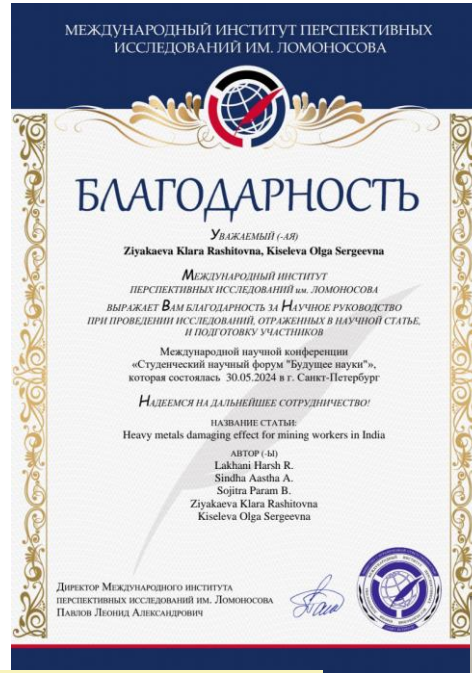 МЕЖДУНАРОДНЫЙ ИНСТИТУТ ПЕРСПЕКТИВНЫХ
ИССЛЕДОВАНИЙ ИМ. ЛОМОНОСОВА
БЛАГОДАРНОСТЬ
УВАЖАЕМЫЙ (-АЯ)
Ziyakaeva Klara Rashitovna, Kiseleva Olga Sergeevna
МЕЖДУНАРОДНЫЙ ИНСТИТУТ
ПЕРСПЕКТИВНЫХ ИССЛЕДОВАНИЙ им. ЛОМОНОСОВА
ВЫРАЖАЕТ ВАМ БЛАГОДАРНОСТЬ ЗА НАУЧНОЕ РУКОВОДСТВО
ПРИ ПРОВЕДЕНИИ ИССЛЕДОВАНИЙ, ОТРАЖЕННЫХ В НАУЧНОЙ СТАТЬЕ,
И ПОДГОТОВКУ УЧАСТНИКОВ
Международной научной конференции
«Студенческий научный форум "Будущее науки"»,
которая состоялась 30.05.2024 в г. Санкт-Петербург
НАДЕЕМСЯ НА ДАЛЬНЕЙШЕЕ СОТРУДНИЧЕСТВО!
НАЗВАНИЕ СТАТЬИ:
Heavy metals damaging effect for mining workers in India
АВТОР (-Ы)
Lakhani Harsh R.
Sindha Aastha A.
Sojitra Param B.
Ziyakaeva Klara Rashitovna
Kiseleva Olga Sergeevna
ДИРЕКТОР МЕЖДУНАРОДНОГО ИНСТИТУТА
ПЕРСПЕКТИВНЫХ ИССЛЕДОВАНИЙ ИМ. ЛОМОНОСОВА
ПАВЛОВ ЛЕОНИД АЛЕКСАНДРОВИЧ